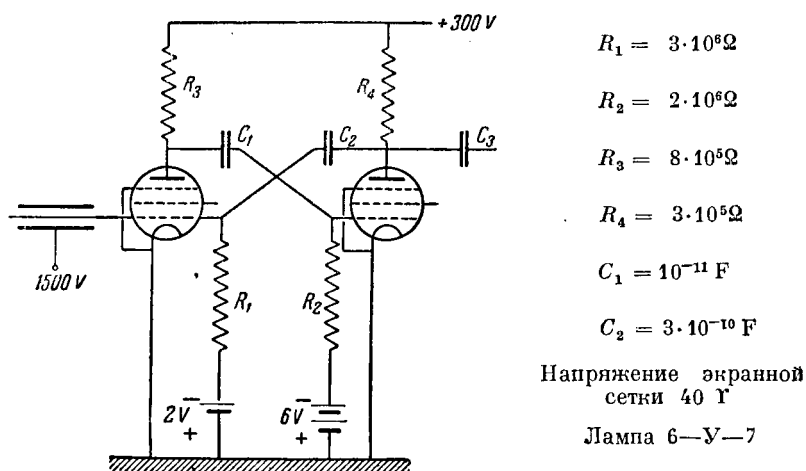 +300 V
R₃
R₄
C₁
C₂
C₃
1500 V
R₁
R₂
2V
−
+
6V
−
+
R₁ = 3·10⁶Ω
R₂ = 2·10⁶Ω
R₃ = 8·10⁵Ω
R₄ = 3·10⁵Ω
C₁ = 10⁻¹¹ F
C₂ = 3·10⁻¹⁰ F
Напряжение экранной
сетки 40 Ɣ
Лампа 6—У—7